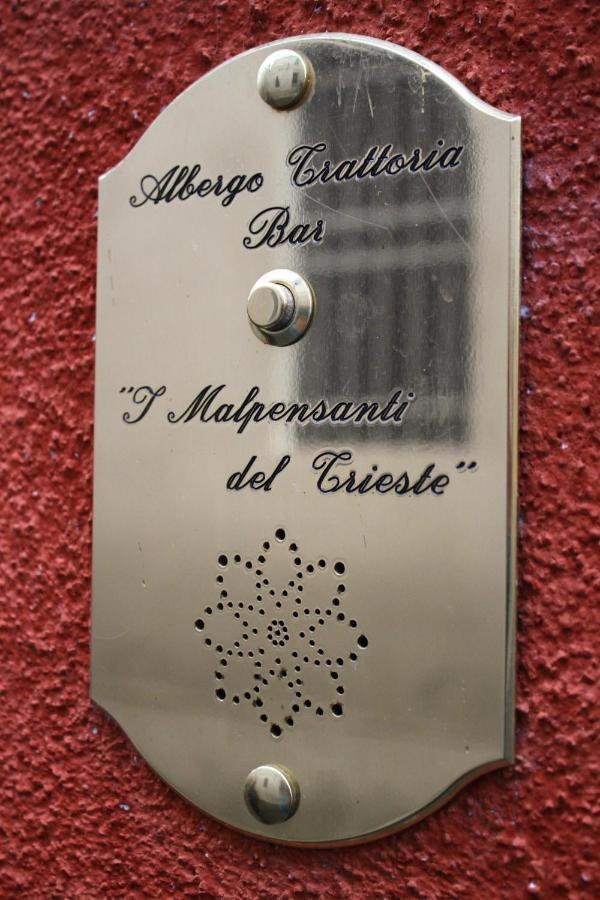 Albergo Trattoria
Bar
"I Malpensanti
del Trieste"